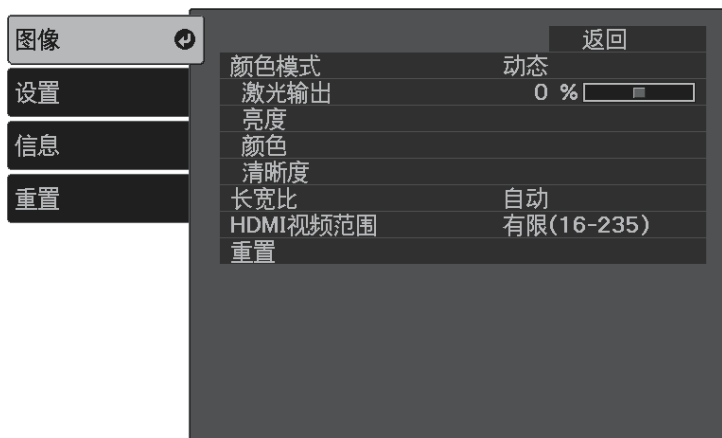 图像
设置
信息
重置
返回
颜色模式 动态
激光输出 0 %
亮度
颜色
清晰度
长宽比 自动
HDMI视频范围 有限(16-235)
重置